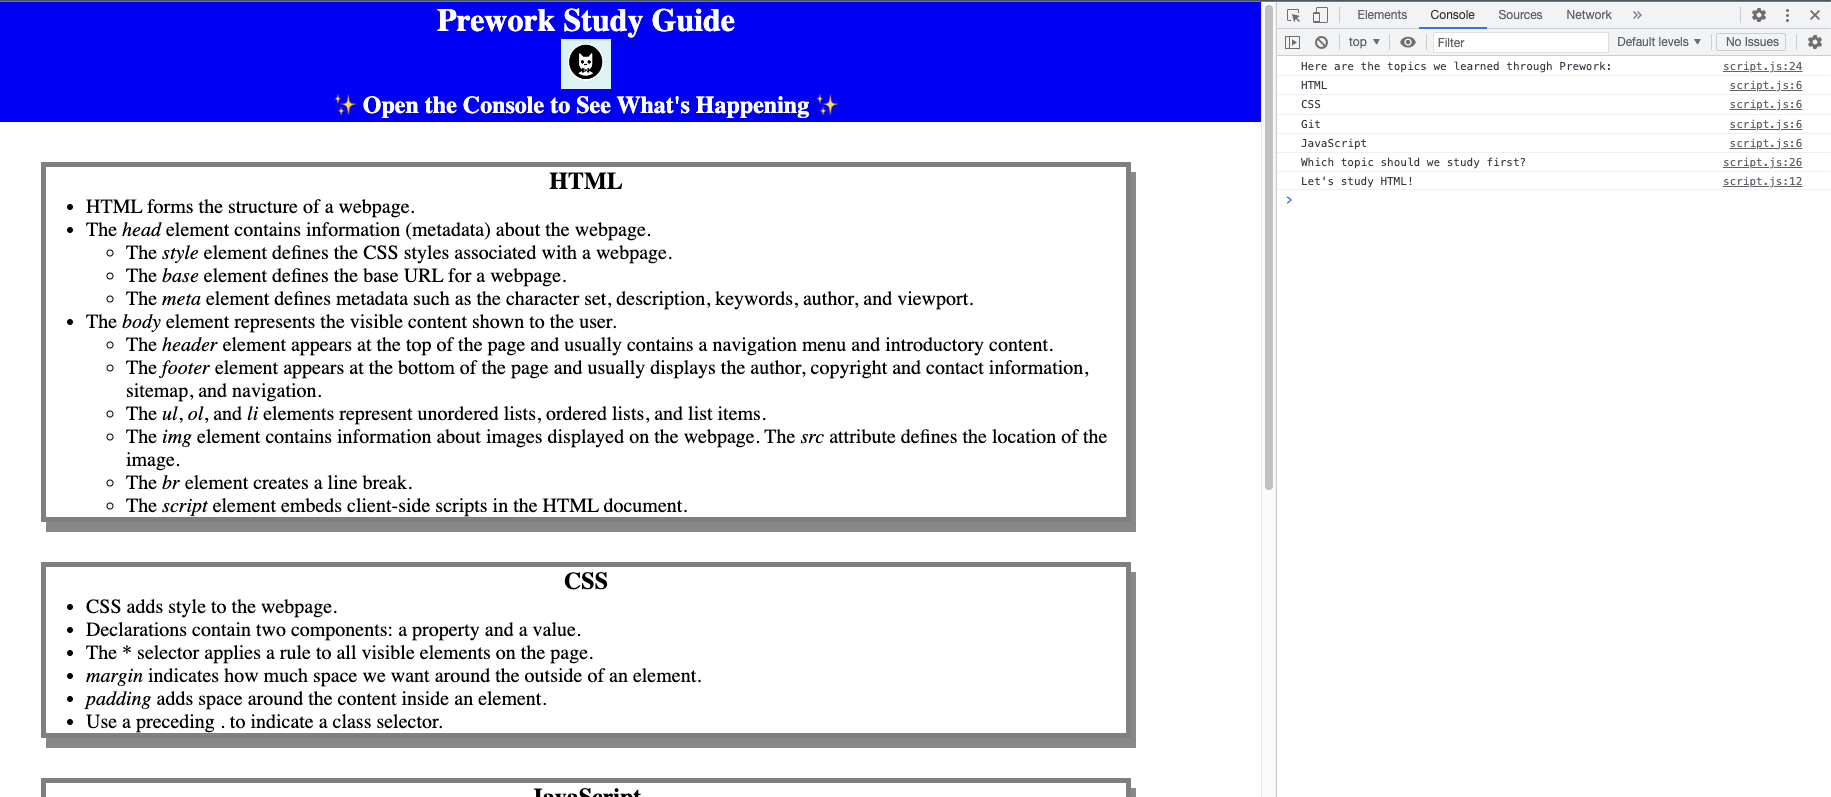 Prework Study Guide
✨ Open the Console to See What's Happening ✨
HTML
• HTML forms the structure of a webpage.
• The head element contains information (metadata) about the webpage.
◦ The style element defines the CSS styles associated with a webpage.
◦ The base element defines the base URL for a webpage.
◦ The meta element defines metadata such as the character set, description, keywords, author, and viewport.
• The body element represents the visible content shown to the user.
◦ The header element appears at the top of the page and usually contains a navigation menu and introductory content.
◦ The footer element appears at the bottom of the page and usually displays the author, copyright and contact information,
sitemap, and navigation.
◦ The ul, ol, and li elements represent unordered lists, ordered lists, and list items.
◦ The img element contains information about images displayed on the webpage. The src attribute defines the location of the
image.
◦ The br element creates a line break.
◦ The script element embeds client-side scripts in the HTML document.
CSS
• CSS adds style to the webpage.
• Declarations contain two components: a property and a value.
• The * selector applies a rule to all visible elements on the page.
• margin indicates how much space we want around the outside of an element.
• padding adds space around the content inside an element.
• Use a preceding . to indicate a class selector.
JavaScript
Elements Console Sources Network »
top ▼ Filter Default levels ▼ No Issues
Here are the topics we learned through Prework: script.js:24
HTML script.js:6
CSS script.js:6
Git script.js:6
JavaScript script.js:6
Which topic should we study first? script.js:26
Let's study HTML! script.js:12
>